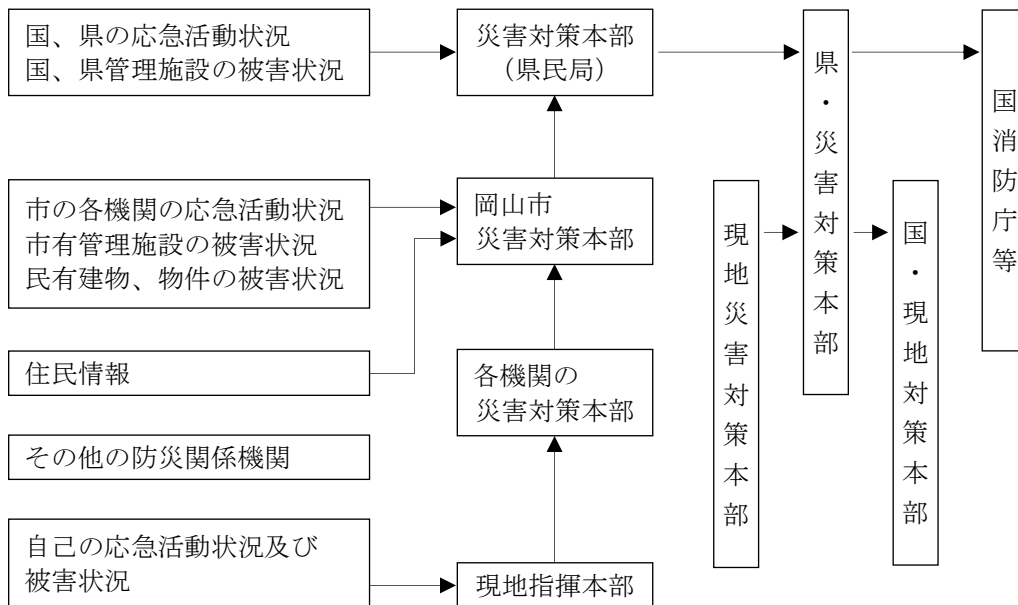 国、県の応急活動状況
国、県管理施設の被害状況
災害対策本部
（県民局）
県・災害対策本部
国消防庁等
市の各機関の応急活動状況
市有管理施設の被害状況
民有建物、物件の被害状況
岡山市
災害対策本部
現地災害対策本部
国・現地対策本部
住民情報
各機関の
災害対策本部
その他の防災関係機関
自己の応急活動状況及び
被害状況
現地指揮本部